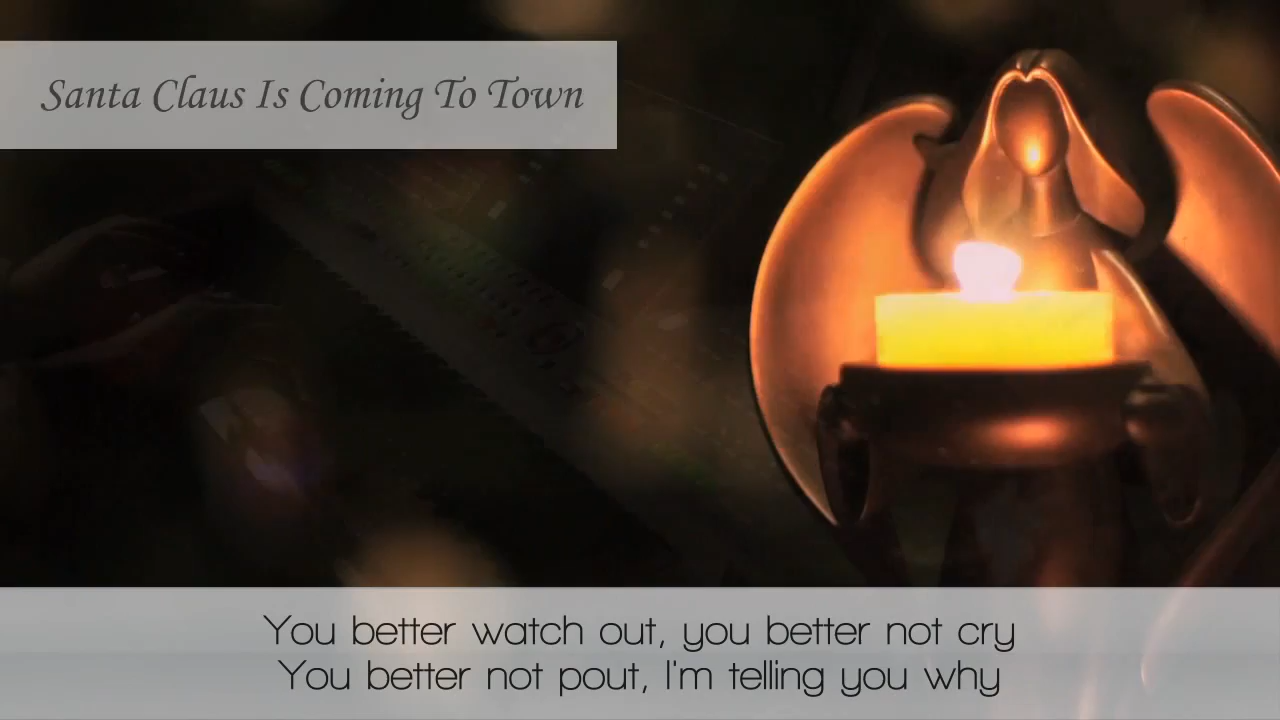 Santa Claus Is Coming To Town
You better watch out, you better not cry
You better not pout, I'm telling you why